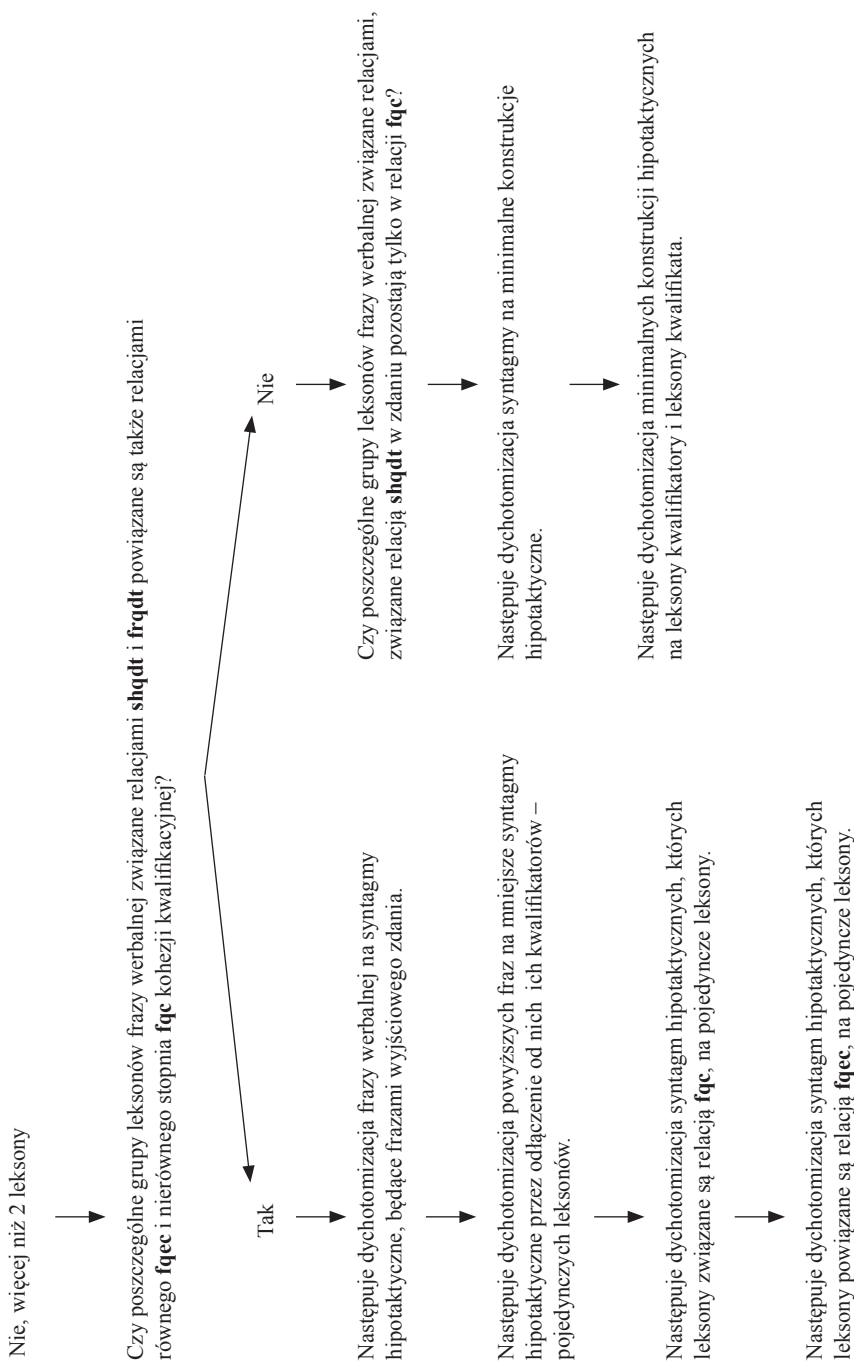 Nie, więcej niż 2 leksony
Czy poszczególne grupy leksonów frazy werbalnej związane relacjami shqdt i frqdt powiązane są także relacjami
równego fqec i nierównego stopnia fqc kohezji kwalifikacyjnej?
Tak
Następuje dychotomizacja frazy werbalnej na syntagmy
hipotaktyczne, będące frazami wyjściowego zdania.
Następuje dychotomizacja powyższych fraz na mniejsze syntagmy
hipotaktyczne przez odłączenie od nich ich kwalifikatorów –
pojedynczych leksonów.
Następuje dychotomizacja syntagm hipotaktycznych, których
leksony związane są relacją fqc, na pojedyncze leksony.
Następuje dychotomizacja syntagm hipotaktycznych, których
leksony powiązane są relacją fqec, na pojedyncze leksony.
Nie
Czy poszczególne grupy leksonów frazy werbalnej związane relacjami,
związane relacją shqdt w zdaniu pozostają tylko w relacji fqc?
Następuje dychotomizacja syntagmy na minimalne konstrukcje
hipotaktyczne.
Następuje dychotomizacja minimalnych konstrukcji hipotaktycznych
na leksony kwalifikatory i leksony kwalifikata.